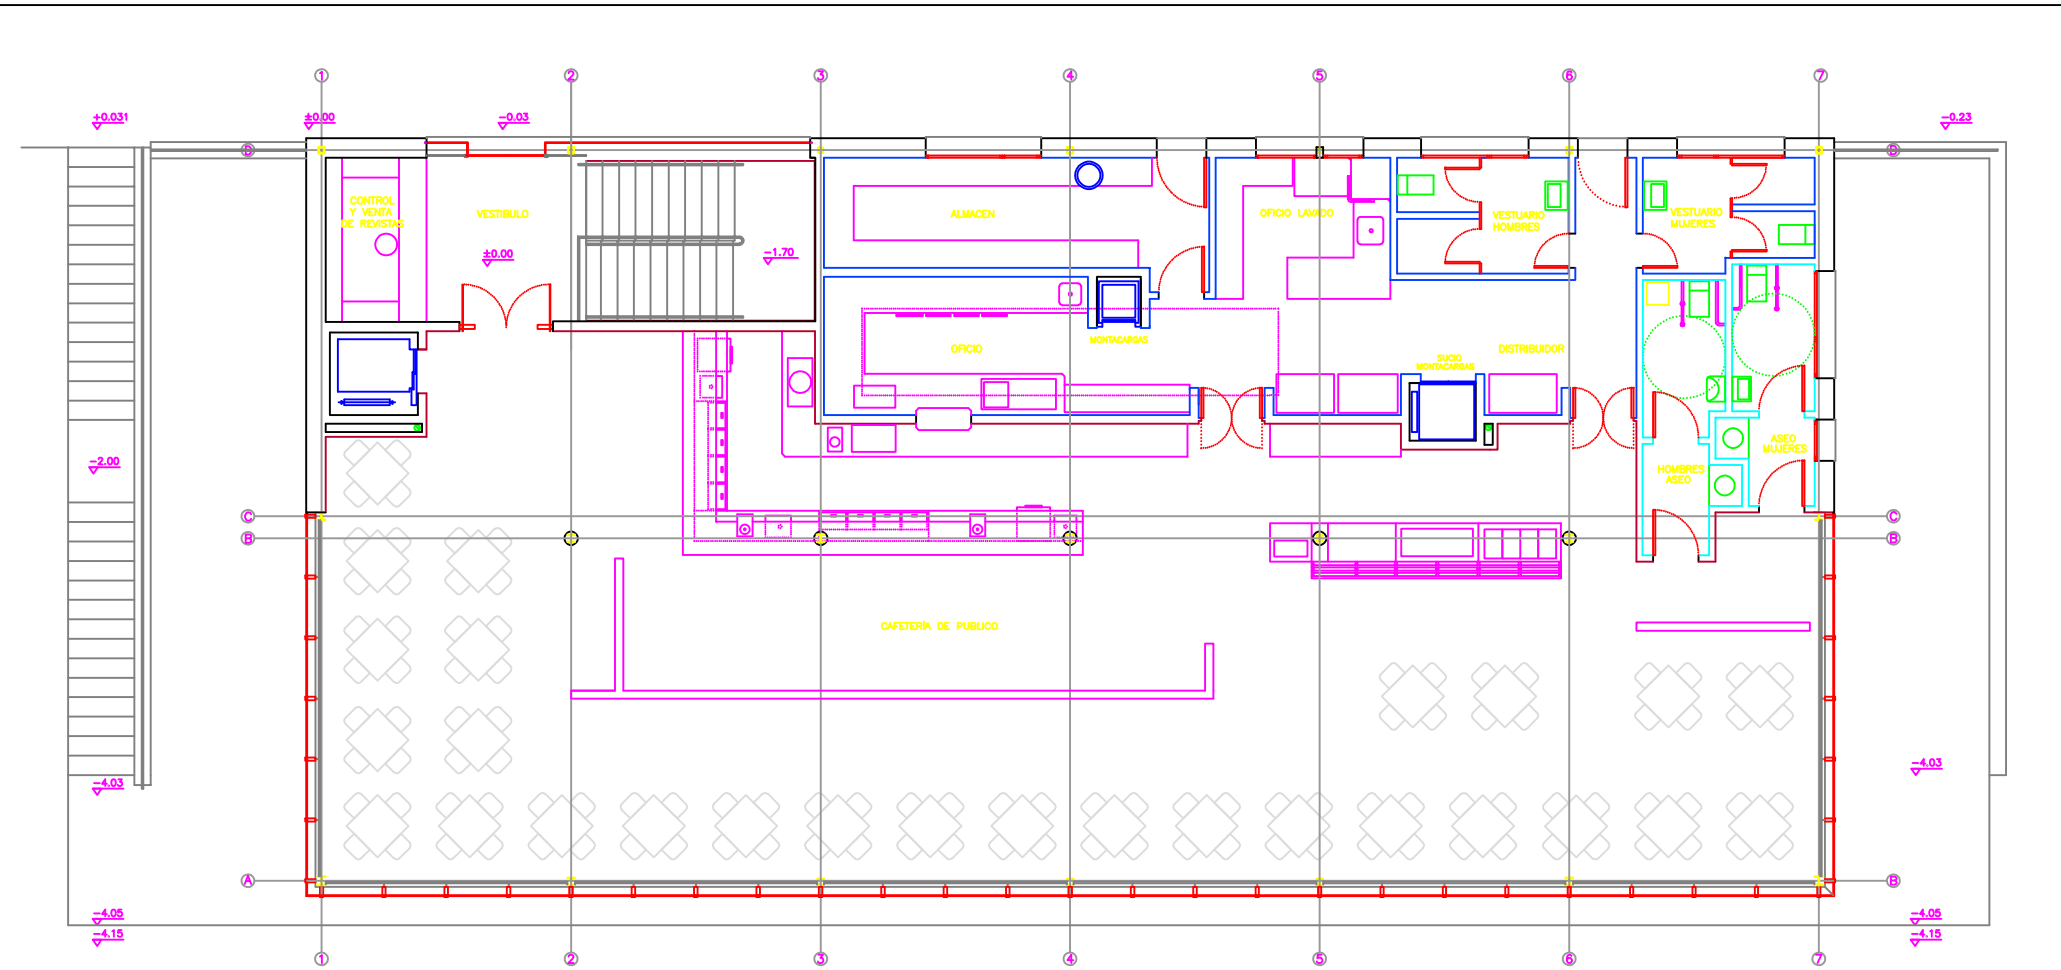 1 2 3 4 5 6 7
+0.031 ±0.00 -0.03 -0.23
D D
CONTROL
Y VENTA
DE REVISTAS
VESTIBULO
ALMACEN
OFICIO LAVADO
VESTUARIO
HOMBRES
VESTUARIO
MUJERES
±0.00
-1.70
MONTACARGAS
OFICIO
DISTRIBUIDOR
SUCIO
MONTACARGAS
ASEO
MUJERES
-2.00
HOMBRES
ASEO
C C
B B
CAFETERÍA DE PUBLICO
-4.03 -4.03
A B
-4.05 -4.05
-4.15 -4.15
1 2 3 4 5 6 7